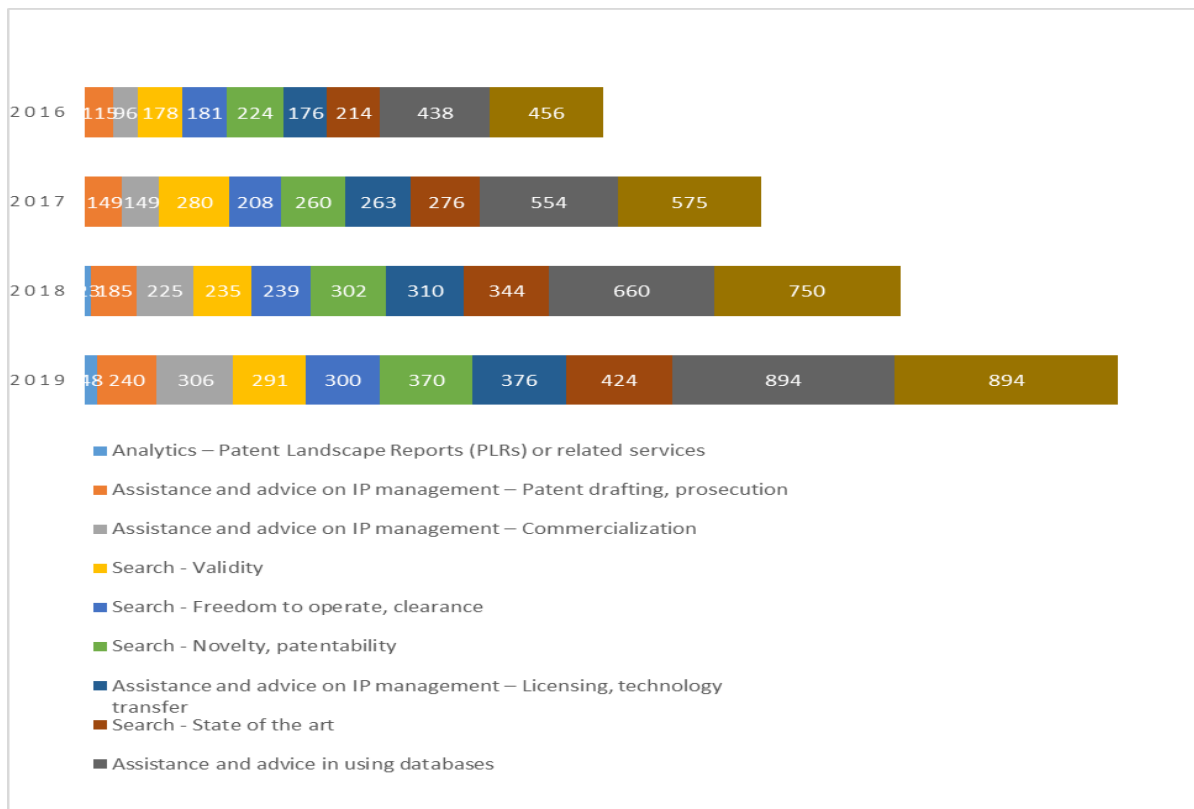 2016 115 96 178 181 224 176 214 438 456
2017 149 149 280 208 260 263 276 554 575
2018 23 185 225 235 239 302 310 344 660 750
2019 48 240 306 291 300 370 376 424 894 894
Analytics – Patent Landscape Reports (PLRs) or related services
Assistance and advice on IP management – Patent drafting, prosecution
Assistance and advice on IP management – Commercialization
Search - Validity
Search - Freedom to operate, clearance
Search - Novelty, patentability
Assistance and advice on IP management – Licensing, technology
transfer
Search - State of the art
Assistance and advice in using databases